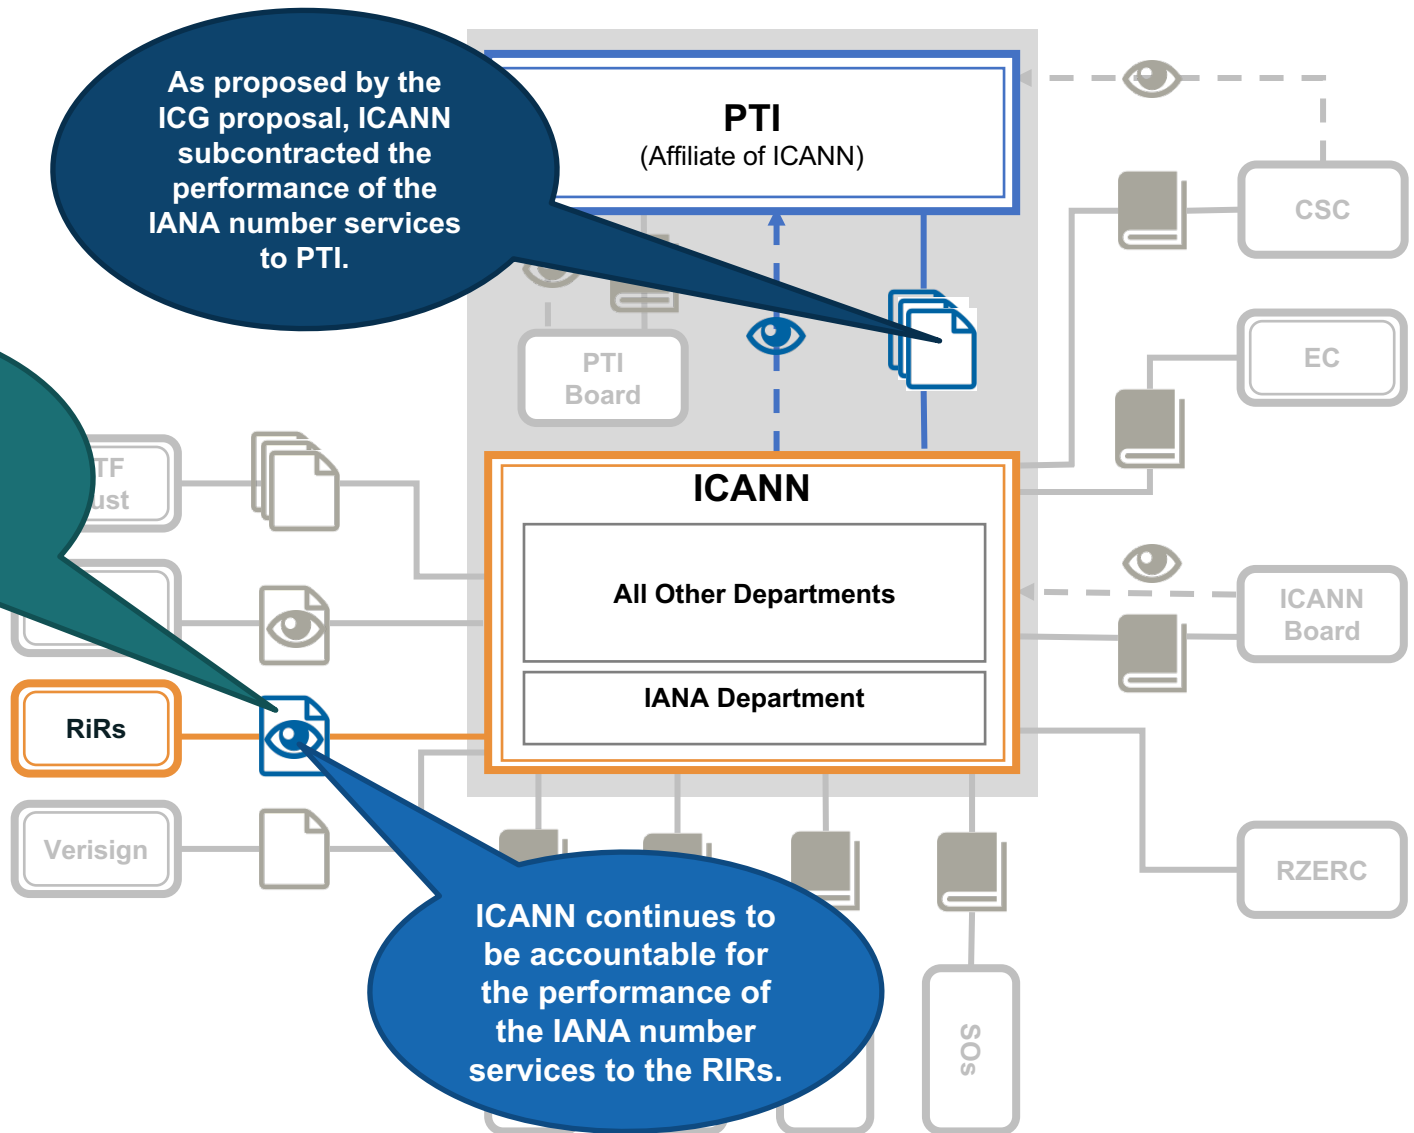 As proposed by the
ICG proposal, ICANN
subcontracted the
performance of the
IANA number services
to PTI.
PTI
(Affiliate of ICANN)
CSC
EC
PTI
Board
TF
ust
ICANN
All Other Departments
IANA Department
ICANN
Board
RiRs
Verisign
RZERC
ICANN continues to
be accountable for
the performance of
the IANA number
services to the RIRs.
SOs